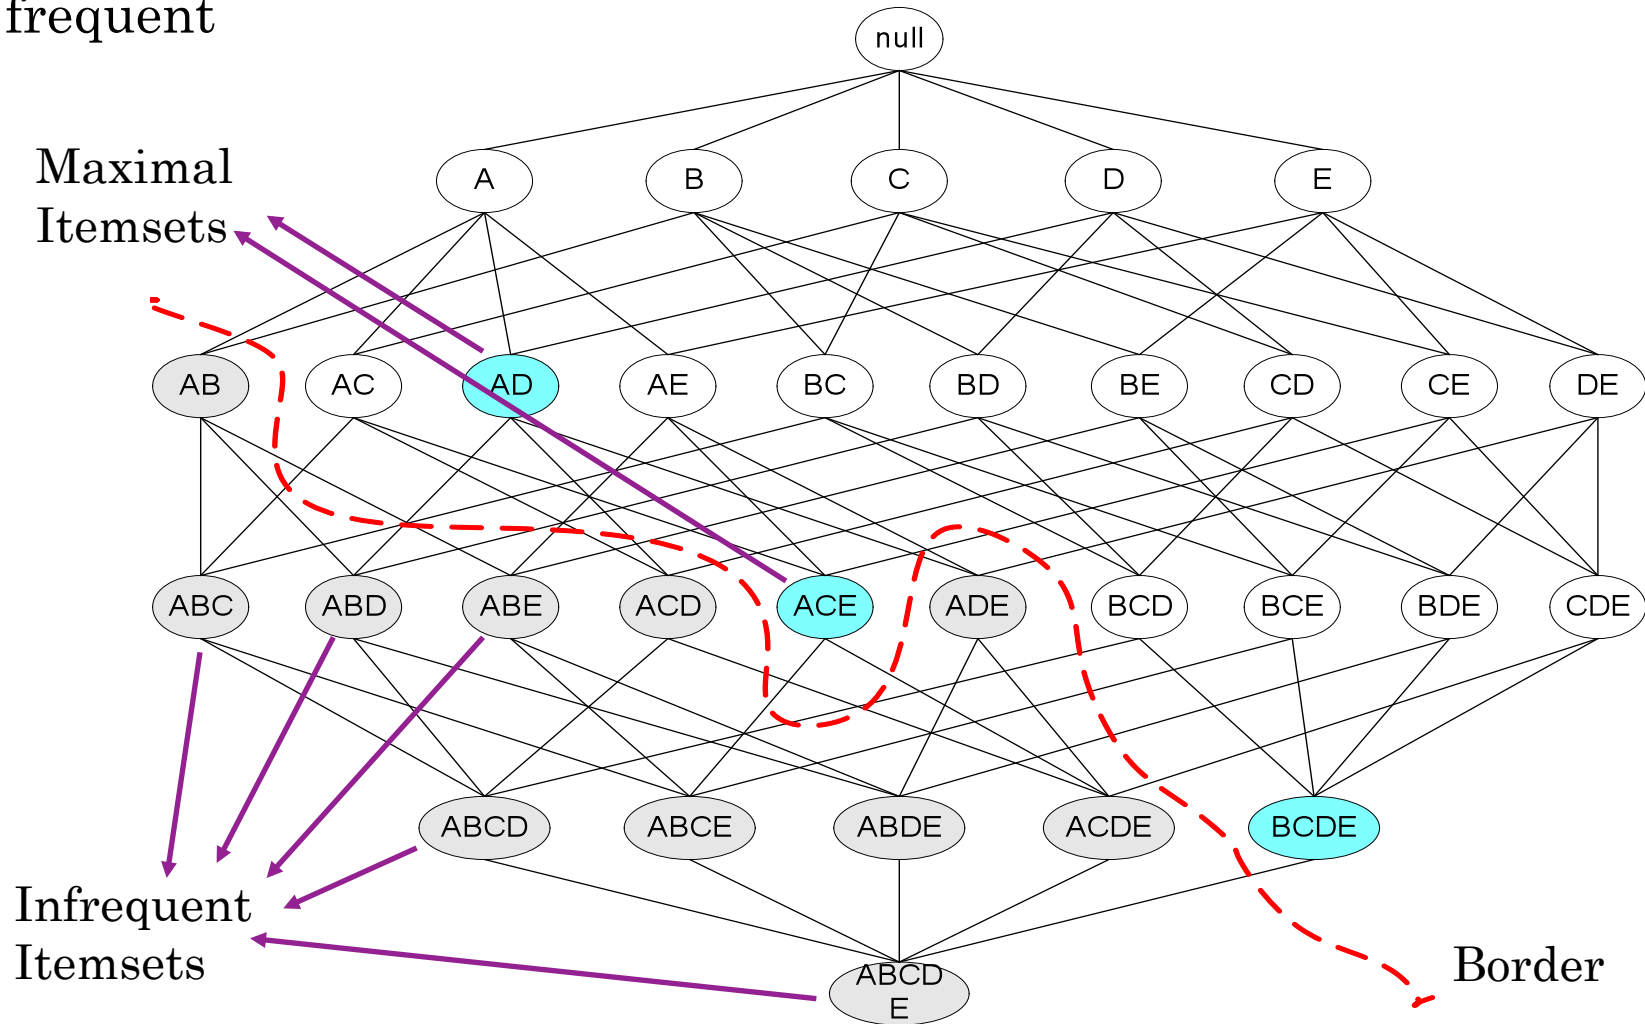 frequent
null
Maximal
Itemsets
A B C D E
AB AC AD AE BC BD BE CD CE DE
ABC ABD ABE ACD ACE ADE BCD BCE BDE CDE
ABCD ABCE ABDE ACDE BCDE
Infrequent
Itemsets
Border
ABCD
E